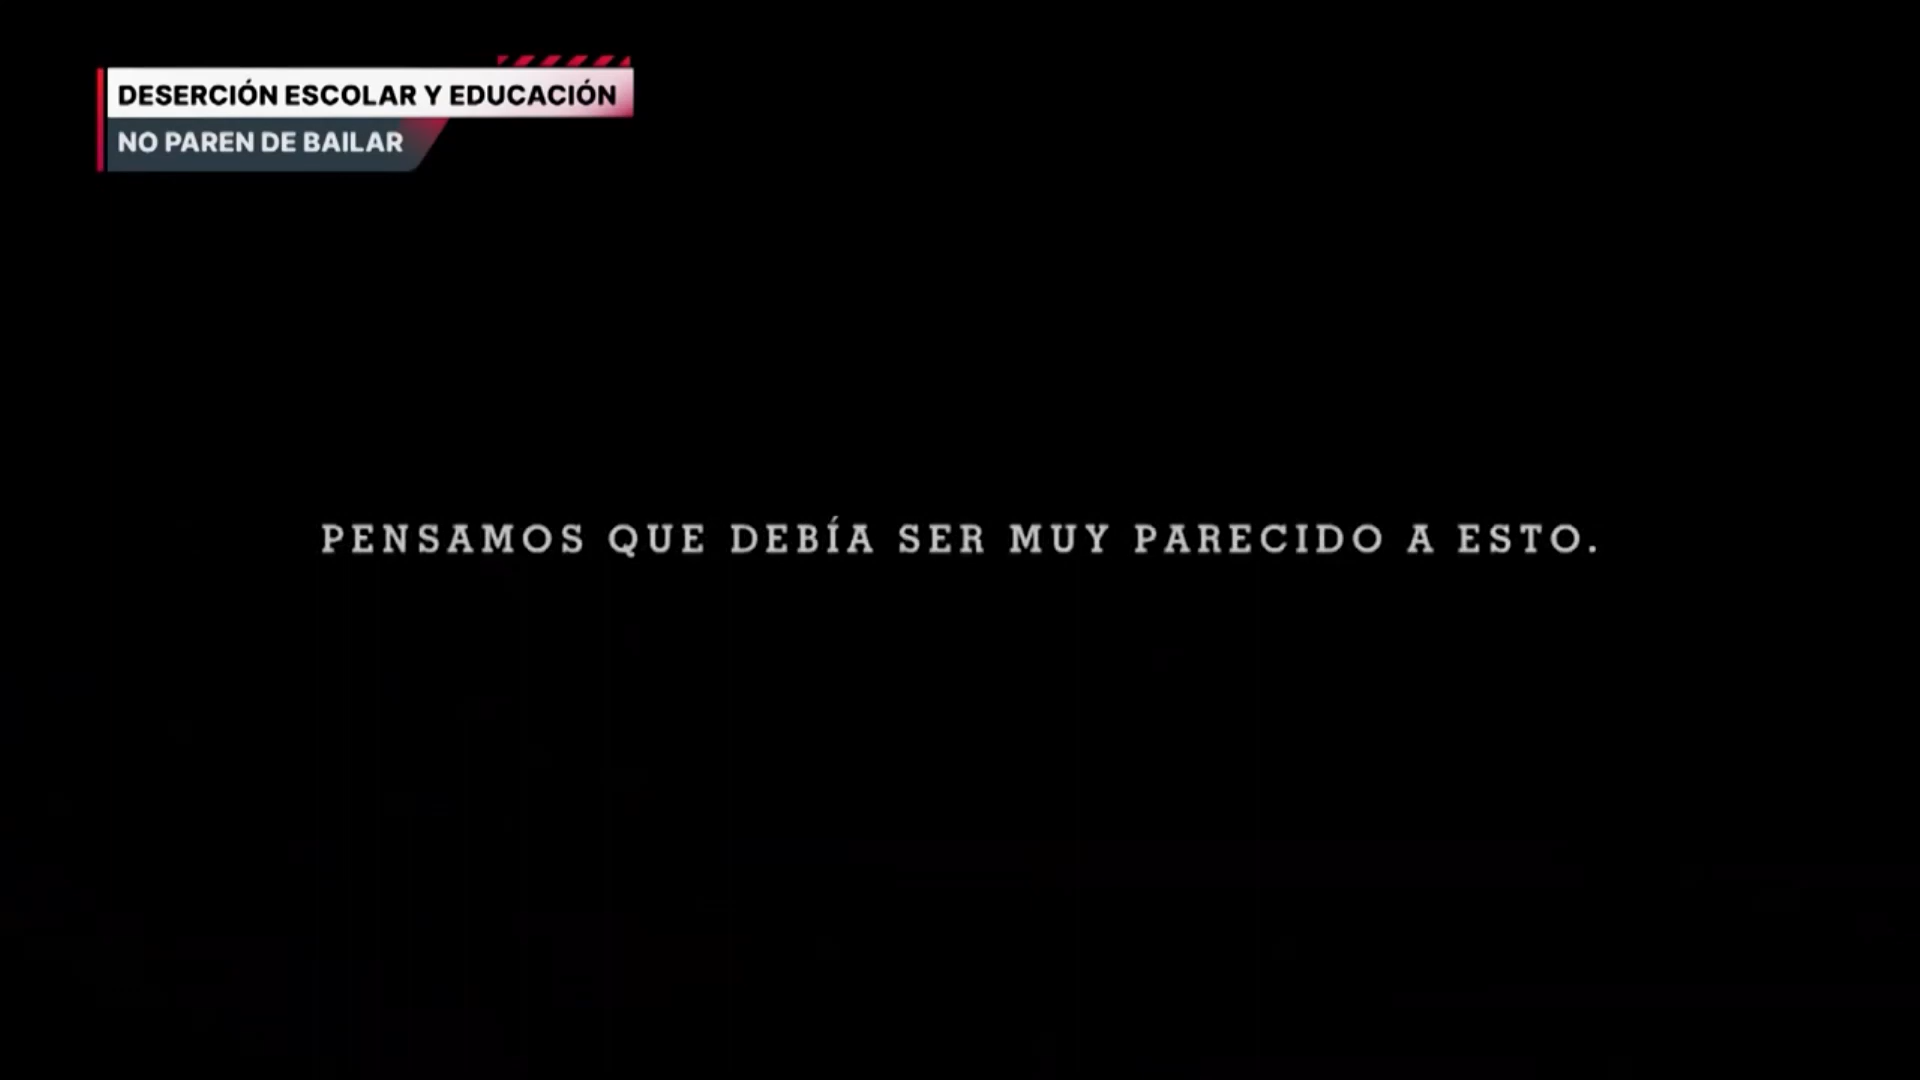 DESERCIÓN ESCOLAR Y EDUCACIÓN
NO PAREN DE BAILAR
PENSAMOS QUE DEBÍA SER MUY PARECIDO A ESTO.